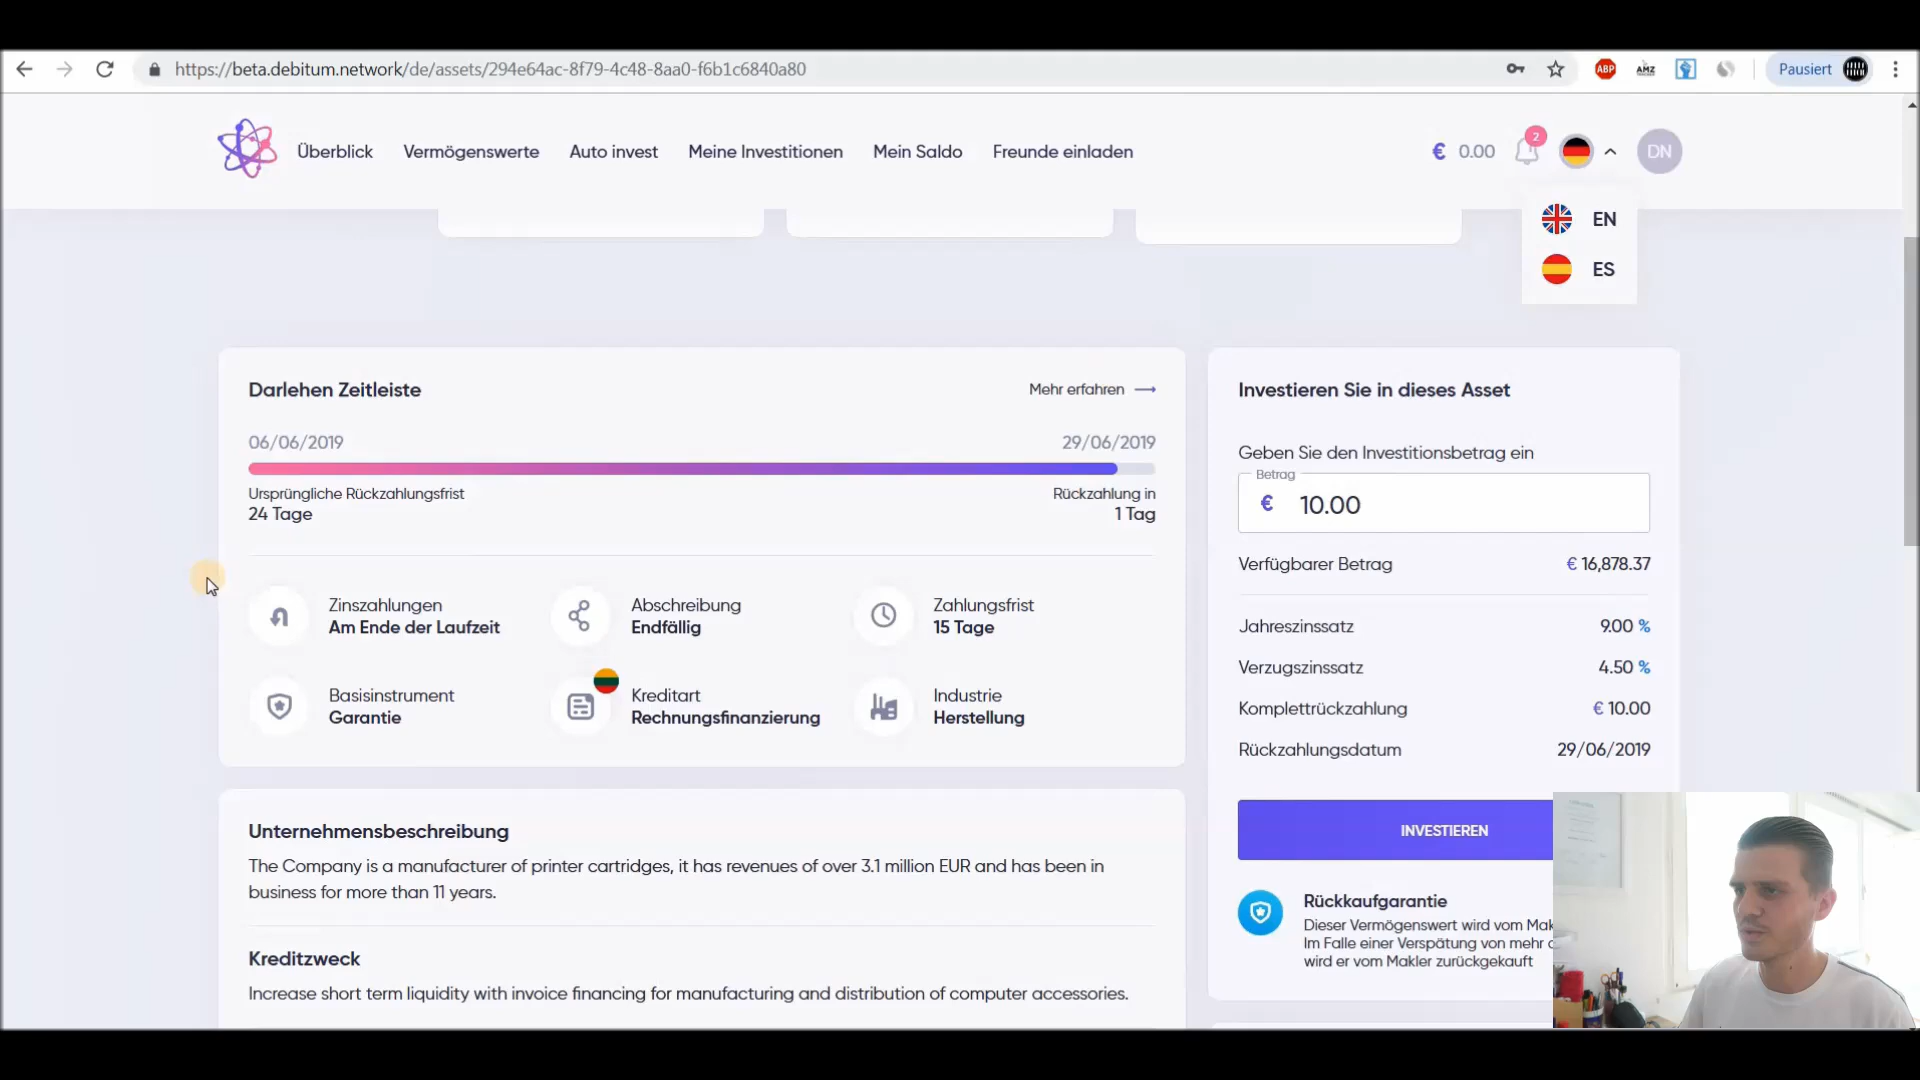 https://beta.debitum.network/de/assets/294e64ac-8f79-4c48-8aa0-f6b1c6840a80
ABP
AMZ
Pausiert
Überblick
Vermögenswerte
Auto invest
Meine Investitionen
Mein Saldo
Freunde einladen
€ 0.00
2
DN
EN
ES
Darlehen Zeitleiste
Mehr erfahren
06/06/2019
29/06/2019
Ursprüngliche Rückzahlungsfrist
24 Tage
Rückzahlung in
1 Tag
Zinszahlungen
Am Ende der Laufzeit
Abschreibung
Endfällig
Zahlungsfrist
15 Tage
Basisinstrument
Garantie
Kreditart
Rechnungsfinanzierung
Industrie
Herstellung
Unternehmensbeschreibung
The Company is a manufacturer of printer cartridges, it has revenues of over 3.1 million EUR and has been in
business for more than 11 years.
Kreditzweck
Increase short term liquidity with invoice financing for manufacturing and distribution of computer accessories.
Investieren Sie in dieses Asset
Geben Sie den Investitionsbetrag ein
Betrag
€ 10.00
Verfügbarer Betrag € 16,878.37
Jahreszinssatz 9.00 %
Verzugszinssatz 4.50 %
Komplettrückzahlung € 10.00
Rückzahlungsdatum 29/06/2019
INVESTIEREN
Rückkaufgarantie
Dieser Vermögenswert wird vom Mak
Im Falle einer Verspätung von mehr
wird er vom Makler zurückgekauft